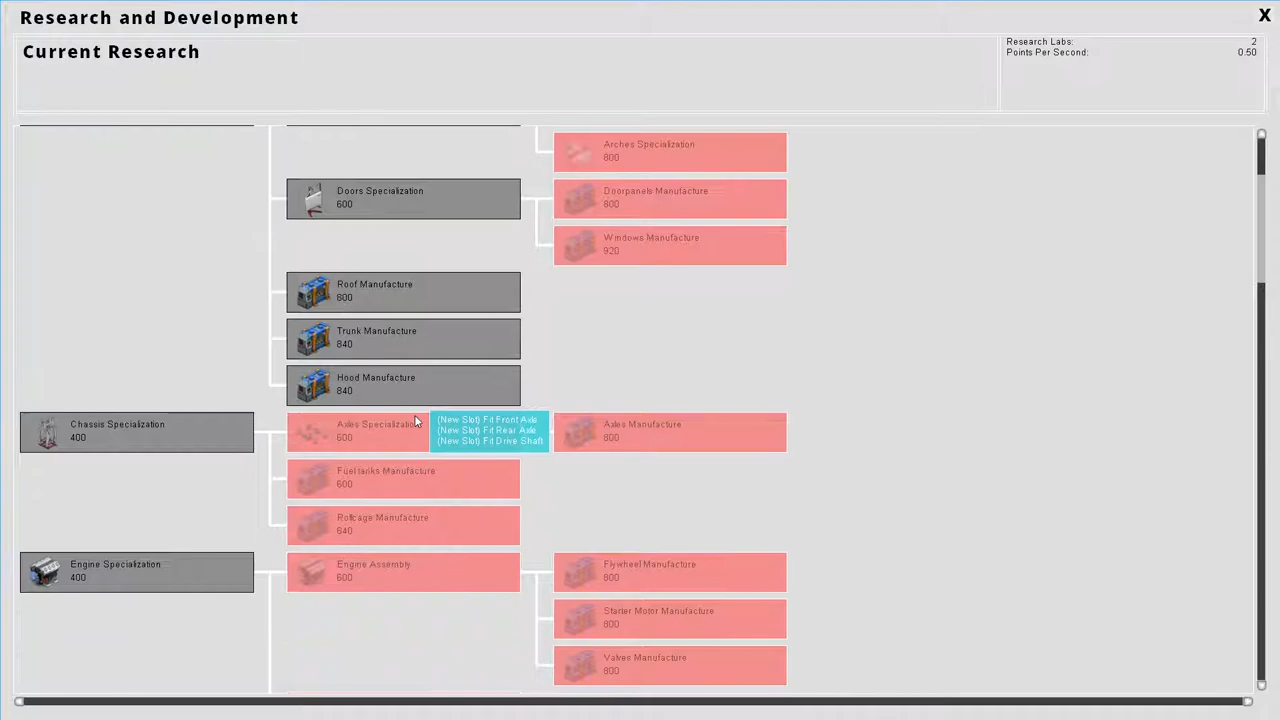 Research and Development
X
Current Research
Research Labs: 2
Points Per Second: 0.50
Arches Specialization
800
Doors Specialization
600
Doorpanels Manufacture
800
Windows Manufacture
920
Roof Manufacture
800
Trunk Manufacture
840
Hood Manufacture
840
Chassis Specialization
400
Axles Specialization
600
(New Slot) Fit Front Axle
(New Slot) Fit Rear Axle
(New Slot) Fit Drive Shaft
Axles Manufacture
800
Fueltanks Manufacture
600
Rollcage Manufacture
640
Engine Specialization
400
Engine Assembly
600
Flywheel Manufacture
800
Starter Motor Manufacture
800
Valves Manufacture
800